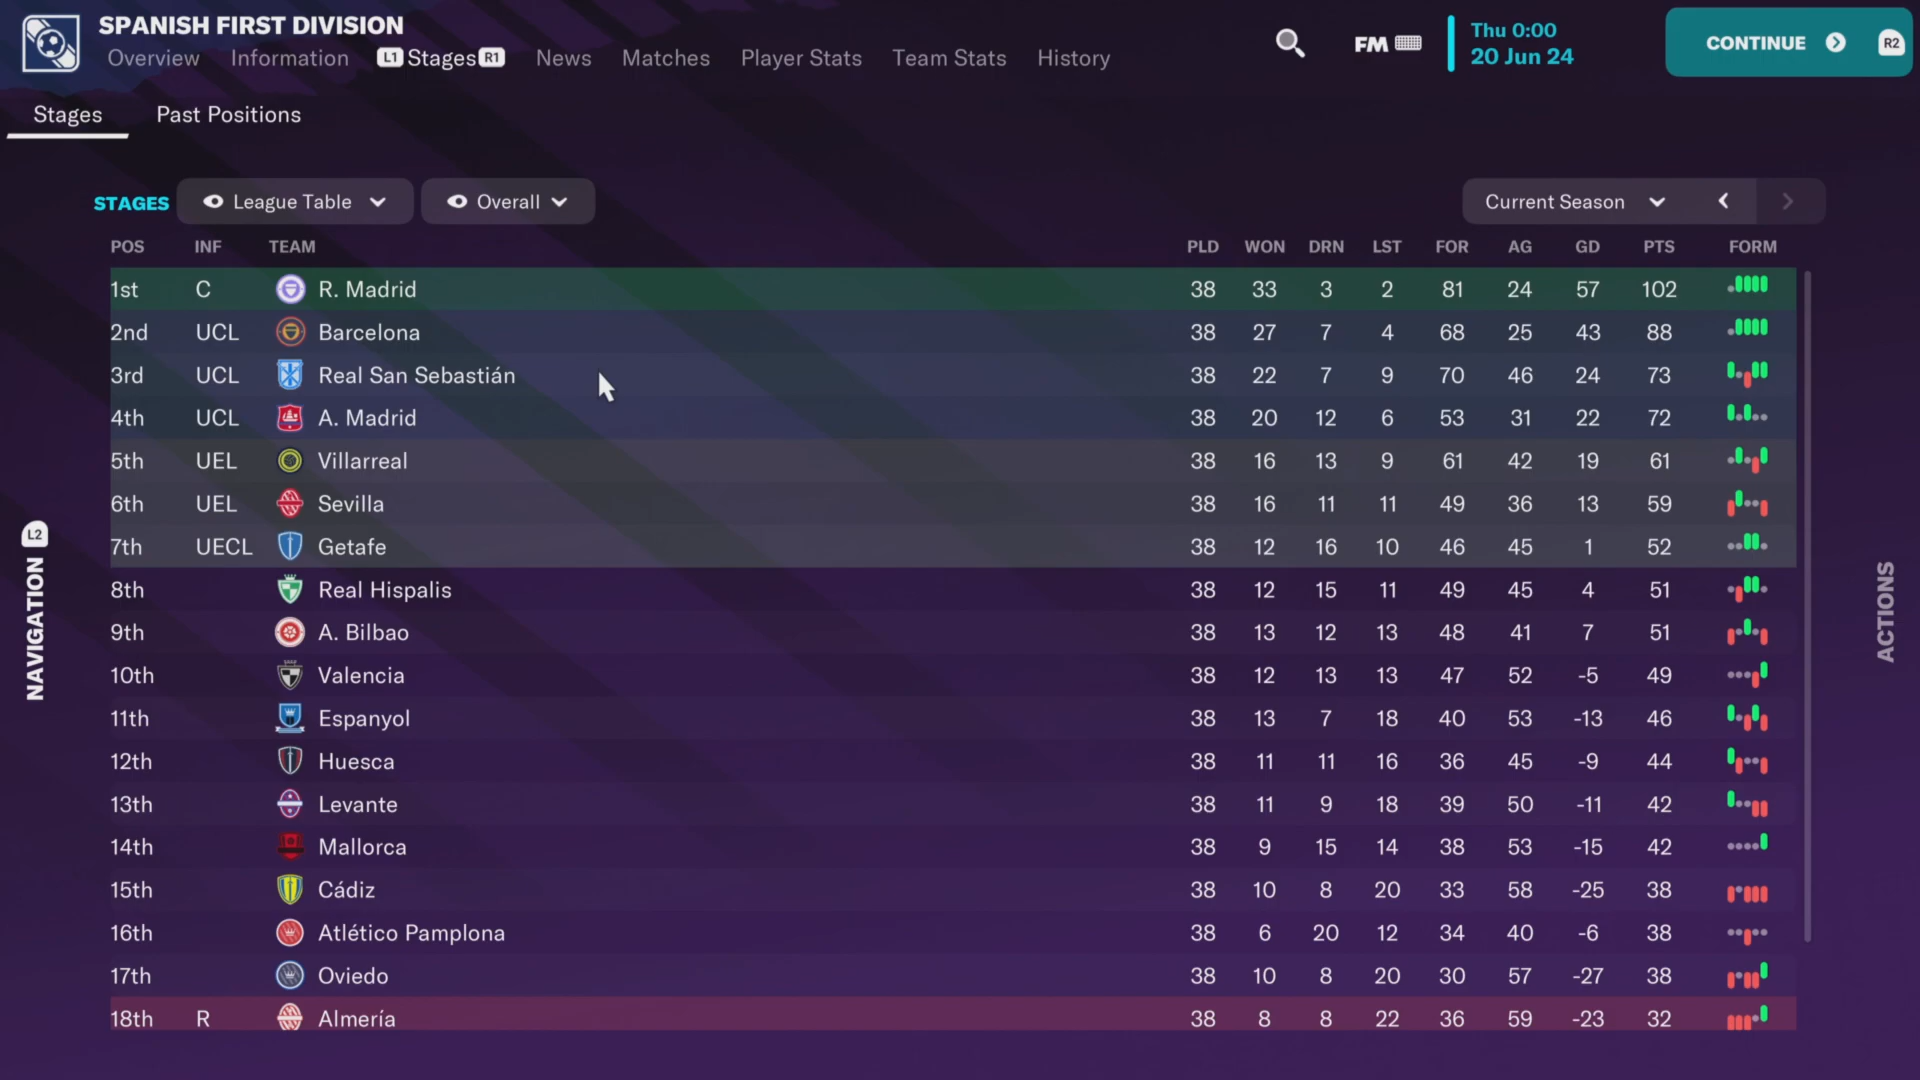 SPANISH FIRST DIVISION
Overview Information L1 Stages R1 News Matches Player Stats Team Stats History
FM
Thu 0:00
20 Jun 24
CONTINUE R2
Stages Past Positions
STAGES League Table Overall Current Season
POS INF TEAM PLD WON DRN LST FOR AG GD PTS FORM
1st C R. Madrid 38 33 3 2 81 24 57 102
2nd UCL Barcelona 38 27 7 4 68 25 43 88
3rd UCL Real San Sebastián 38 22 7 9 70 46 24 73
4th UCL A. Madrid 38 20 12 6 53 31 22 72
5th UEL Villarreal 38 16 13 9 61 42 19 61
6th UEL Sevilla 38 16 11 11 49 36 13 59
7th UECL Getafe 38 12 16 10 46 45 1 52
8th Real Hispalis 38 12 15 11 49 45 4 51
9th A. Bilbao 38 13 12 13 48 41 7 51
10th Valencia 38 12 13 13 47 52 -5 49
11th Espanyol 38 13 7 18 40 53 -13 46
12th Huesca 38 11 11 16 36 45 -9 44
13th Levante 38 11 9 18 39 50 -11 42
14th Mallorca 38 9 15 14 38 53 -15 42
15th Cádiz 38 10 8 20 33 58 -25 38
16th Atlético Pamplona 38 6 20 12 34 40 -6 38
17th Oviedo 38 10 8 20 30 57 -27 38
18th R Almería 38 8 8 22 36 59 -23 32
L2
NAVIGATION
ACTIONS